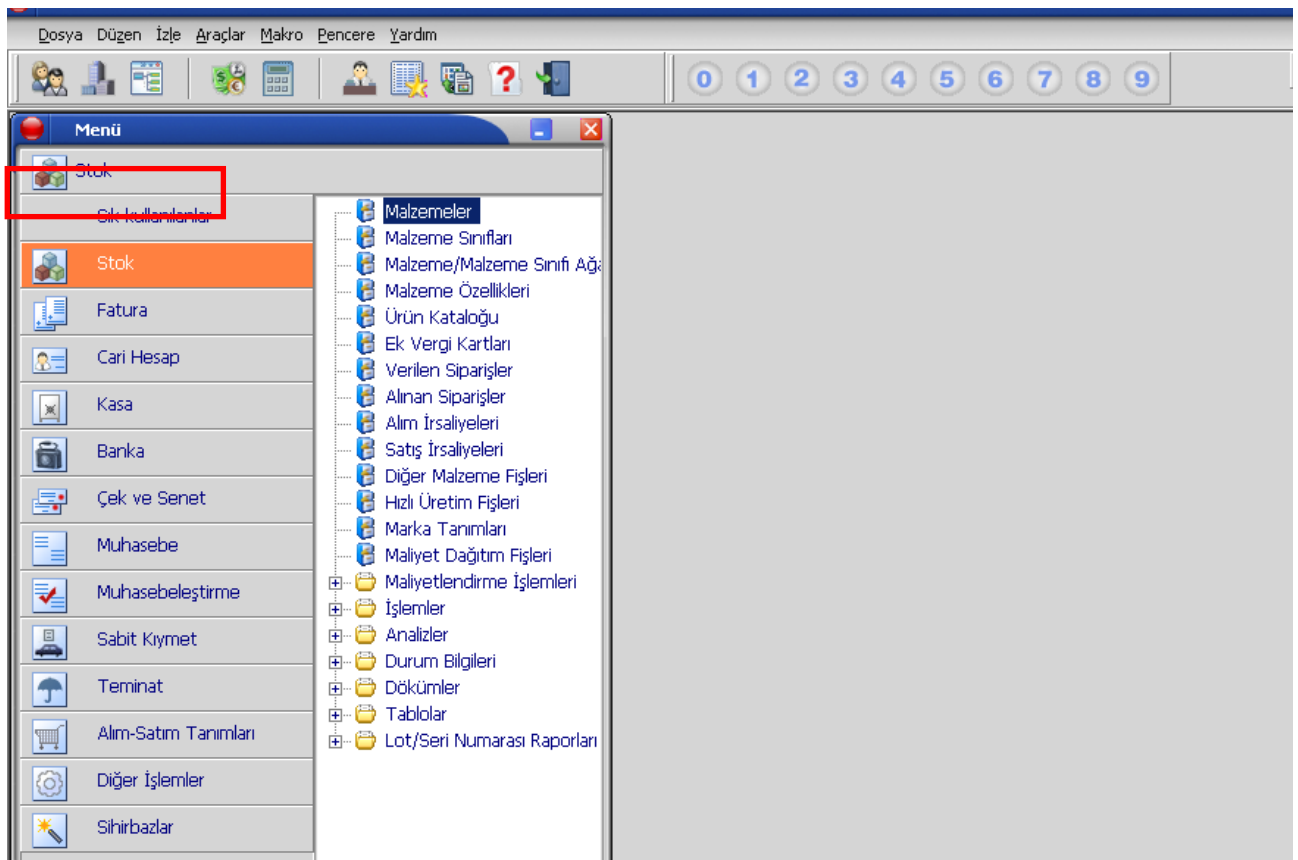 Dosya Düzen İzle Araçlar Makro Pencere Yardım
0 1 2 3 4 5 6 7 8 9
Menü
Stok
Sık kullanılanlar
Stok
Fatura
Cari Hesap
Kasa
Banka
Çek ve Senet
Muhasebe
Muhasebeleştirme
Sabit Kıymet
Teminat
Alım-Satım Tanımları
Diğer İşlemler
Sihirbazlar
Malzemeler
Malzeme Sınıfları
Malzeme/Malzeme Sınıfı Ağa
Malzeme Özellikleri
Ürün Kataloğu
Ek Vergi Kartları
Verilen Siparişler
Alınan Siparişler
Alım İrsaliyeleri
Satış İrsaliyeleri
Diğer Malzeme Fişleri
Hızlı Üretim Fişleri
Marka Tanımları
Maliyet Dağıtım Fişleri
Maliyetlendirme İşlemleri
İşlemler
Analizler
Durum Bilgileri
Dökümler
Tablolar
Lot/Seri Numarası Raporları